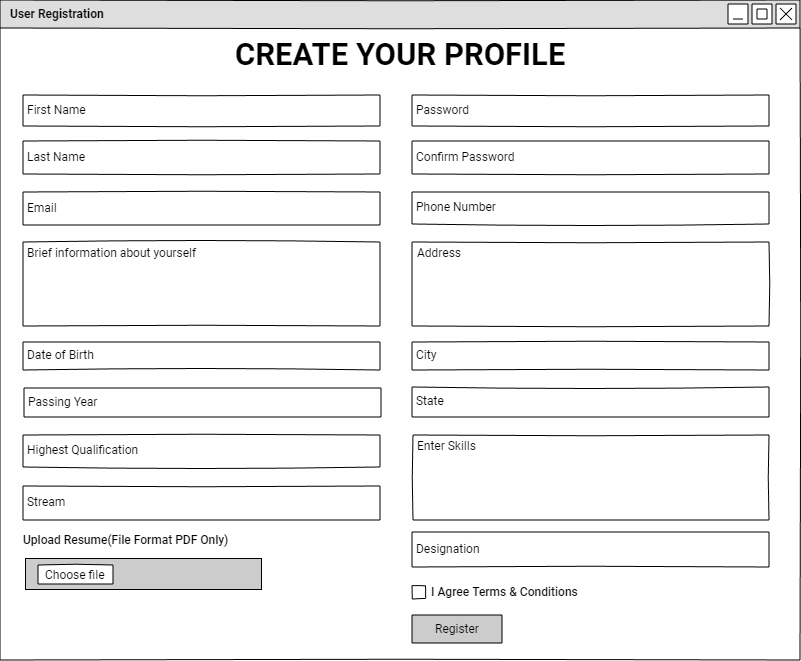 User Registration
CREATE YOUR PROFILE
First Name
Last Name
Email
Brief information about yourself
Date of Birth
Passing Year
Highest Qualification
Stream
Upload Resume(File Format PDF Only)
Choose file
Password
Confirm Password
Phone Number
Address
City
State
Enter Skills
Designation
I Agree Terms & Conditions
Register